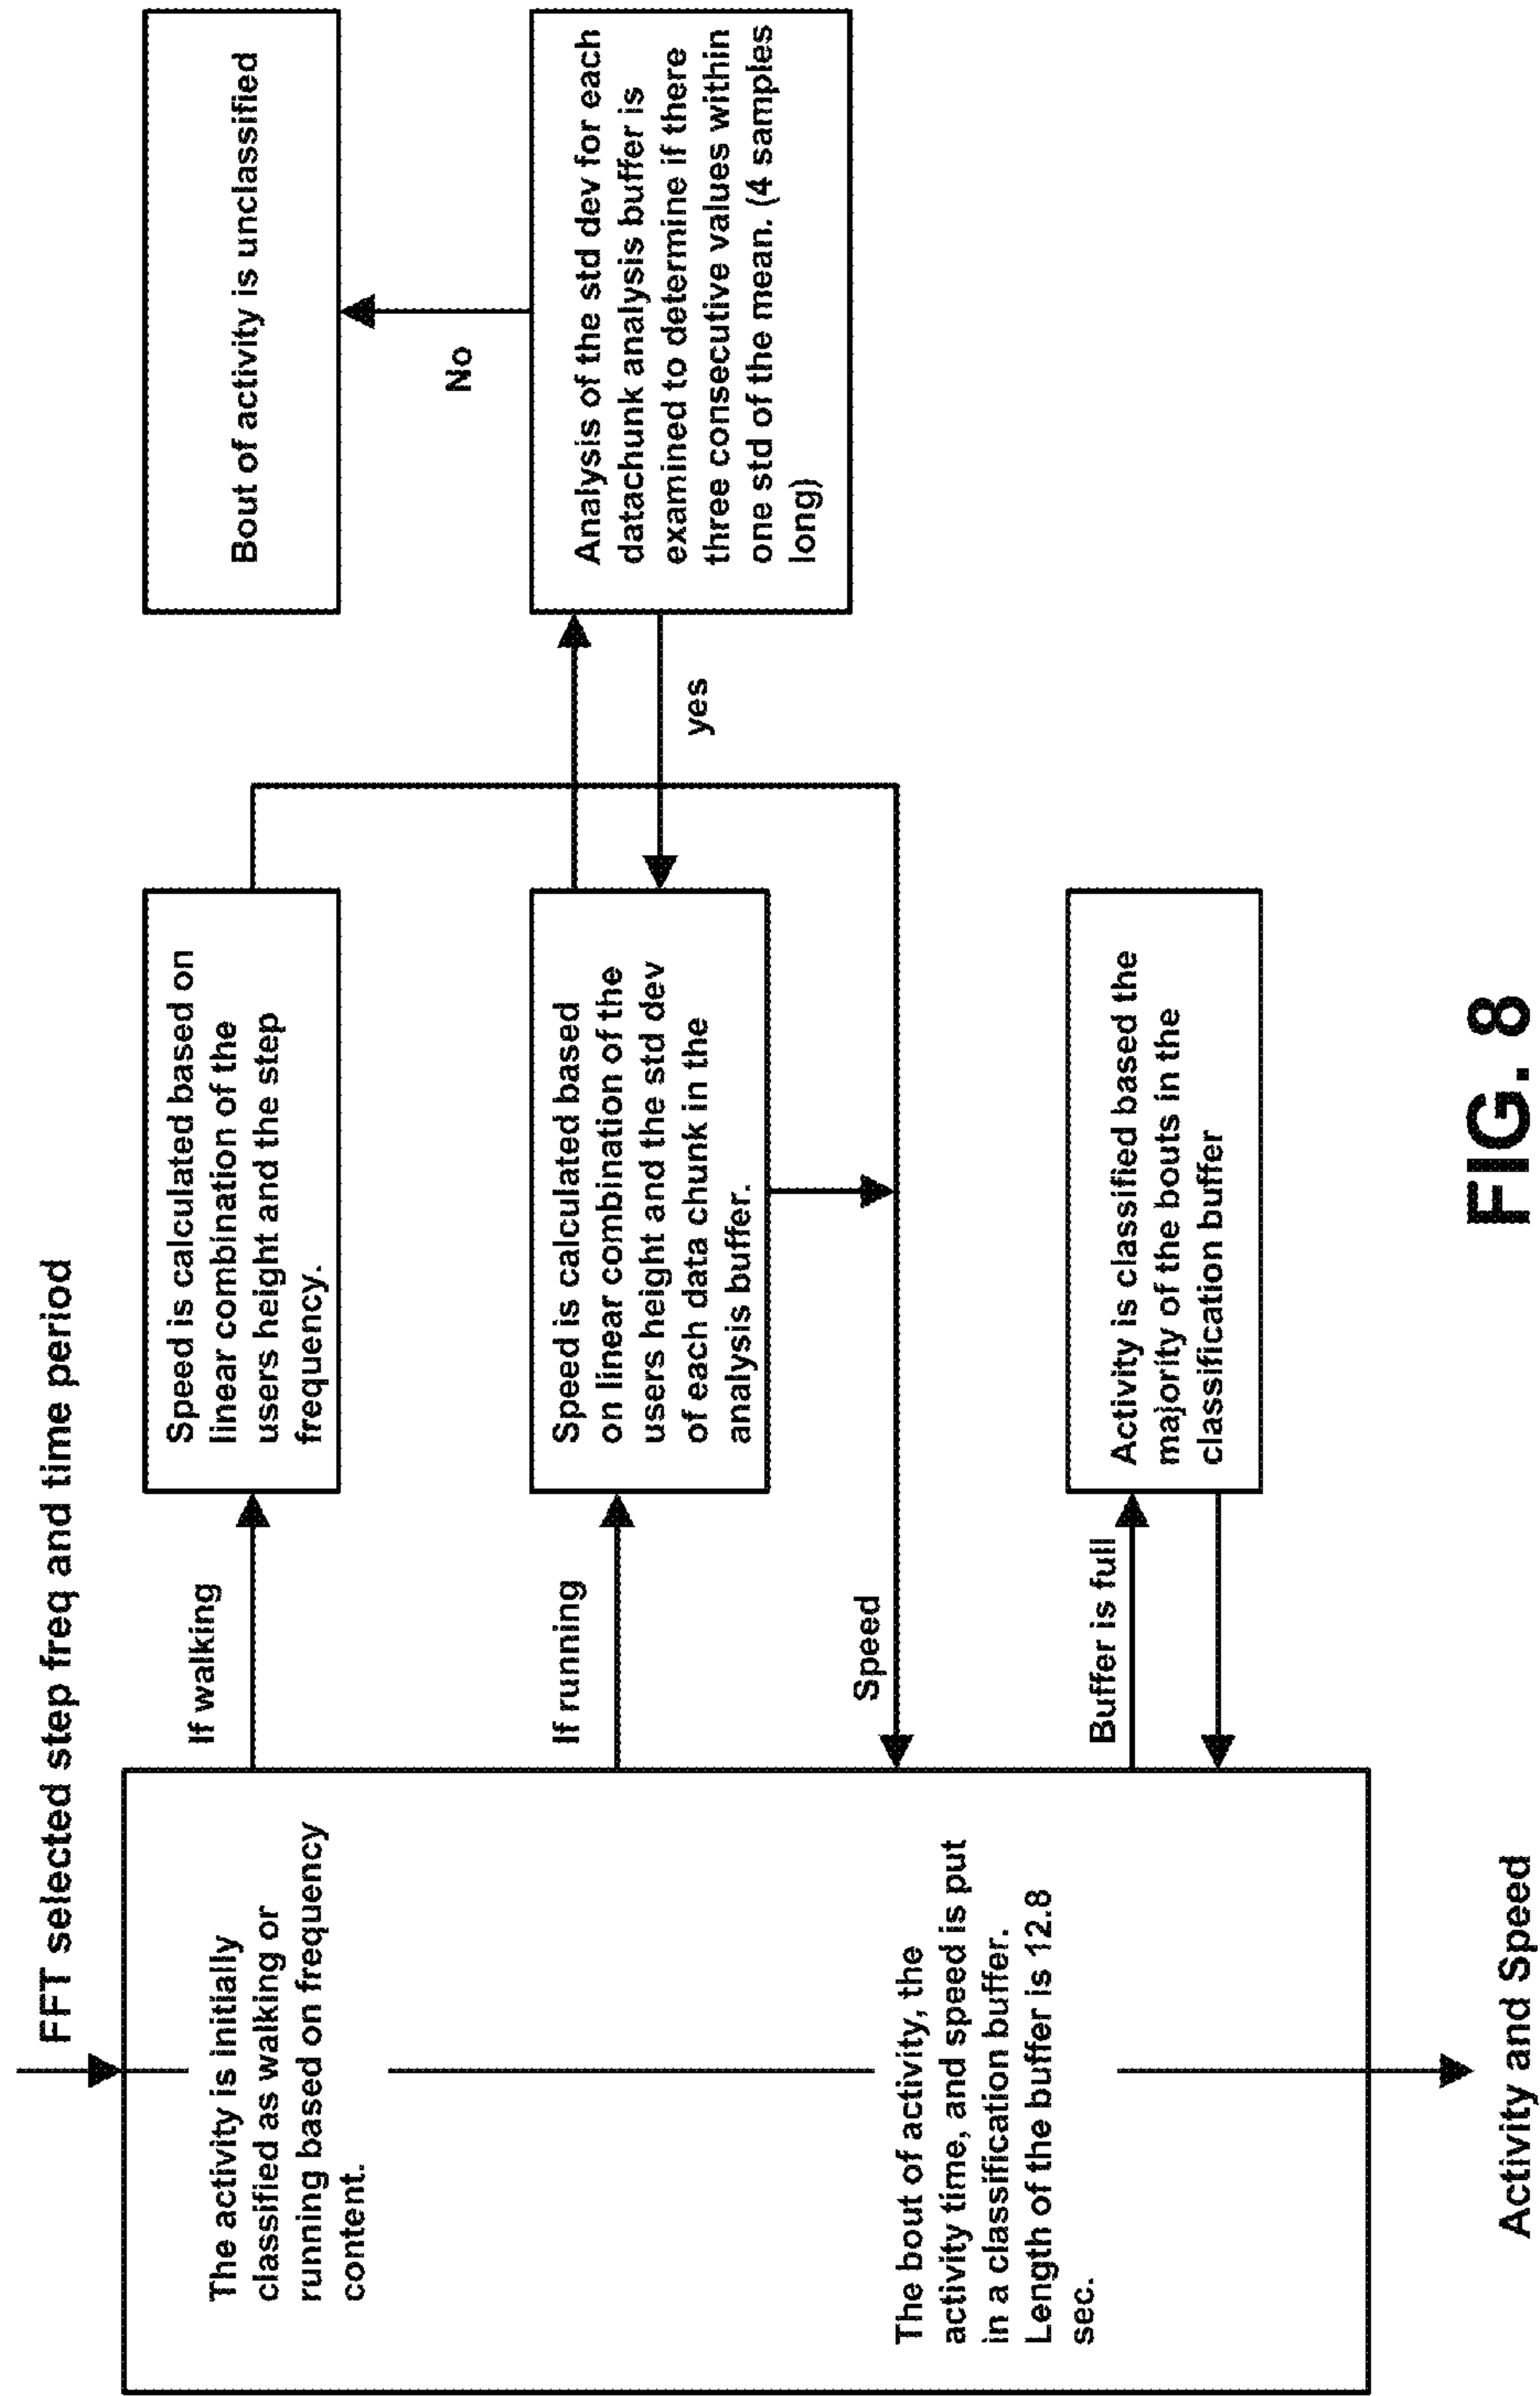 FFT selected step freq and time period
The activity is initially
classified as walking or
running based on frequency
content.
If walking
Speed is calculated based on
linear combination of the
users height and the step
frequency.
Bout of activity is unclassified
No
If running
Speed is calculated based
on linear combination of the
users height and the std dev
of each data chunk in the
analysis buffer.
yes
Analysis of the std dev for each
datachunk analysis buffer is
examined to determine if there
three consecutive values within
one std of the mean. (4 samples
long)
Speed
The bout of activity, the
activity time, and speed is put
in a classification buffer.
Length of the buffer is 12.8
sec.
Buffer is full
Activity is classified based the
majority of the bouts in the
classification buffer
Activity and Speed
FIG. 8